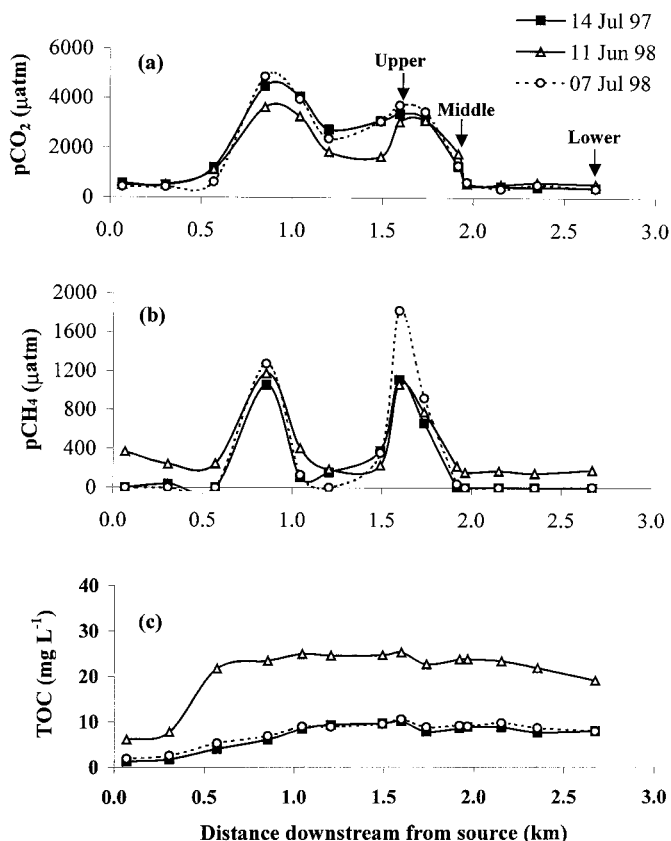 14 Jul 97
11 Jun 98
07 Jul 98
(a)
Upper
Middle
Lower
pCO₂ (µatm)
6000
4000
2000
0
0.0 0.5 1.0 1.5 2.0 2.5 3.0
(b)
pCH₄ (µatm)
2000
1600
1200
800
400
0
0.0 0.5 1.0 1.5 2.0 2.5 3.0
(c)
TOC (mg L⁻¹)
40
30
20
10
0
0.0 0.5 1.0 1.5 2.0 2.5 3.0
Distance downstream from source (km)